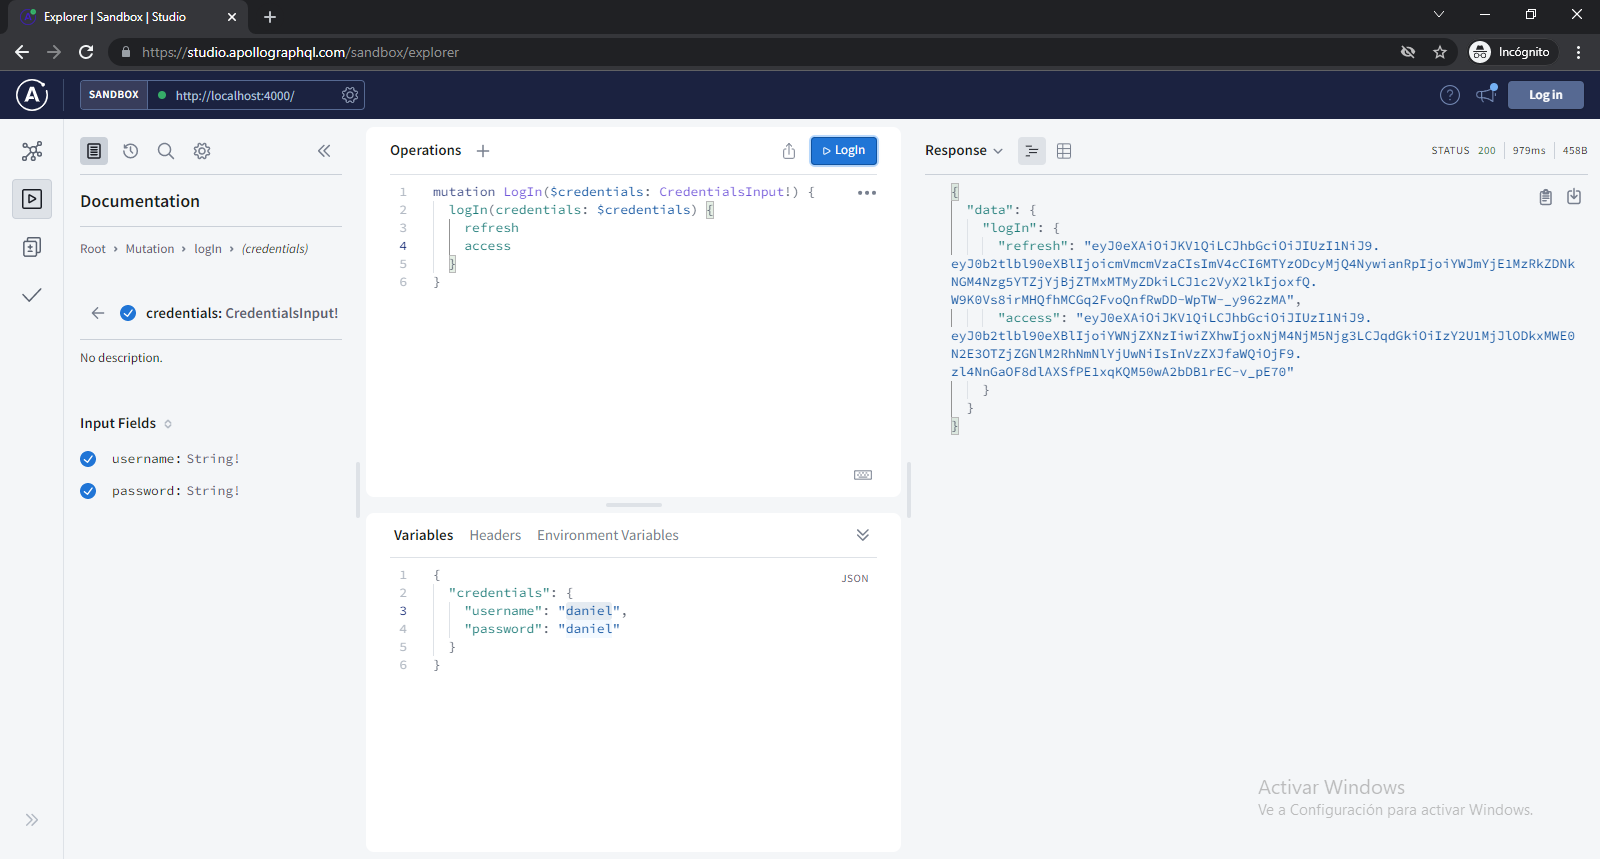 Explorer | Sandbox | Studio
https://studio.apollographql.com/sandbox/explorer
Incógnito
SANDBOX
http://localhost:4000/
Log in
Documentation
Root › Mutation › logIn › (credentials)
credentials: CredentialsInput!
No description.
Input Fields
username: String!
password: String!
Operations
LogIn
1 mutation LogIn($credentials: CredentialsInput!) {
2 logIn(credentials: $credentials) {
3 refresh
4 access
5 }
6 }
Variables Headers Environment Variables
JSON
1 {
2 "credentials": {
3 "username": "daniel",
4 "password": "daniel"
5 }
6 }
Response
STATUS 200 979ms 458B
{
"data": {
"logIn": {
"refresh": "eyJ0eXAiOiJKV1QiLCJhbGciOiJIUzI1NiJ9.
eyJ0b2tlbl90eXBlIjoicmVmcmVzaCIsImV4cCI6MTYzODcyMjQ4NywianRpIjoiYWJmYjE1MzRkZDNk
NGM4Nzg5YTZjYjBjZTMxMTMyZDkiLCJ1c2VyX2lkIjoxfQ.
W9K0Vs8irMHQfhMCGq2FvoQnfRwDD-WpTW-_y962zMA",
"access": "eyJ0eXAiOiJKV1QiLCJhbGciOiJIUzI1NiJ9.
eyJ0b2tlbl90eXBlIjoiYWNjZXNzIiwiZXhwIjoxNjM4NjM5Njg3LCJqdGkiOiIzY2U1MjJlODkxMWE0
N2E3OTZjZGNlM2RhNmNlYjUwNiIsInVzZXJfaWQiOjF9.
zl4NnGaOF8dlAXSfPE1xqKQM50wA2bDB1rEC-v_pE70"
}
}
}
Activar Windows
Ve a Configuración para activar Windows.